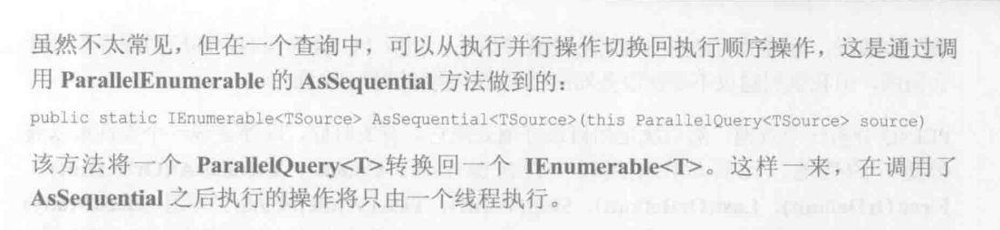 虽然不太常见，但在一个查询中，可以从执行并行操作切换回执行顺序操作，这是通过调
用 ParallelEnumerable 的 AsSequential 方法做到的：
public static IEnumerable<TSource> AsSequential<TSource>(this ParallelQuery<TSource> source)
该方法将一个 ParallelQuery<T>转换回一个 IEnumerable<T>。这样一来，在调用了
AsSequential 之后执行的操作将只由一个线程执行。